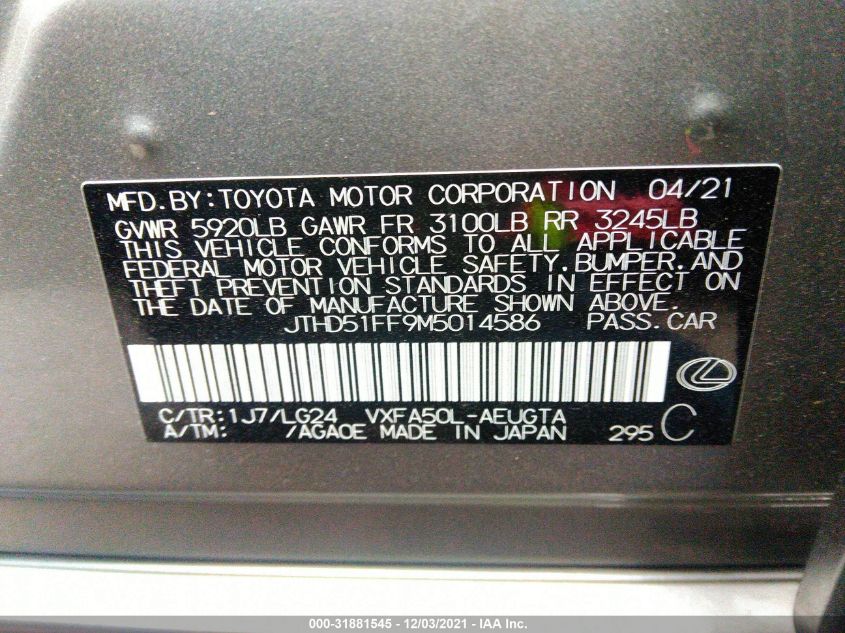 MFD.BY:TOYOTA MOTOR CORPORATION 04/21
GVWR 5920LB GAWR FR 3100LB RR 3245LB
THIS VEHICLE CONFORMS TO ALL APPLICABLE
FEDERAL MOTOR VEHICLE SAFETY,BUMPER,AND
THEFT PREVENTION STANDARDS IN EFFECT ON
THE DATE OF MANUFACTURE SHOWN ABOVE.
JTHD51FF9M5014586 PASS.CAR
C/TR:1J7/LG24 VXFA50L-AEUGTA
A/TM: /AGA0E MADE IN JAPAN 295 C
000-31881545 - 12/03/2021 - IAA Inc.